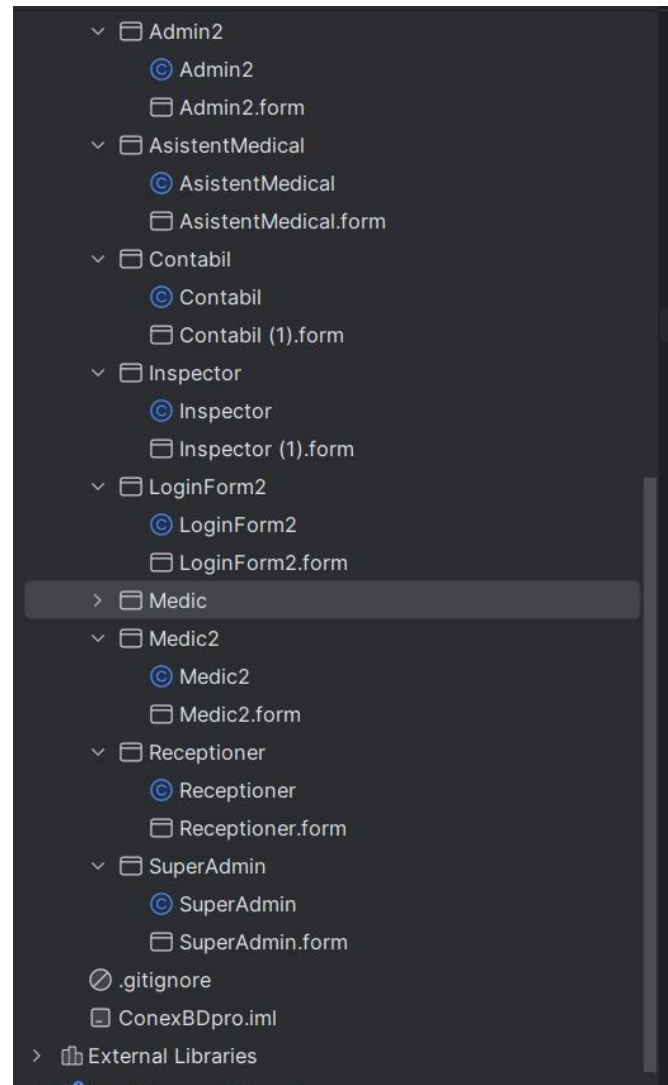 Admin2
Admin2
Admin2.form
AsistentMedical
AsistentMedical
AsistentMedical.form
Contabil
Contabil
Contabil (1).form
Inspector
Inspector
Inspector (1).form
LoginForm2
LoginForm2
LoginForm2.form
Medic
Medic2
Medic2
Medic2.form
Receptioner
Receptioner
Receptioner.form
SuperAdmin
SuperAdmin
SuperAdmin.form
.gitignore
ConexBDpro.iml
External Libraries